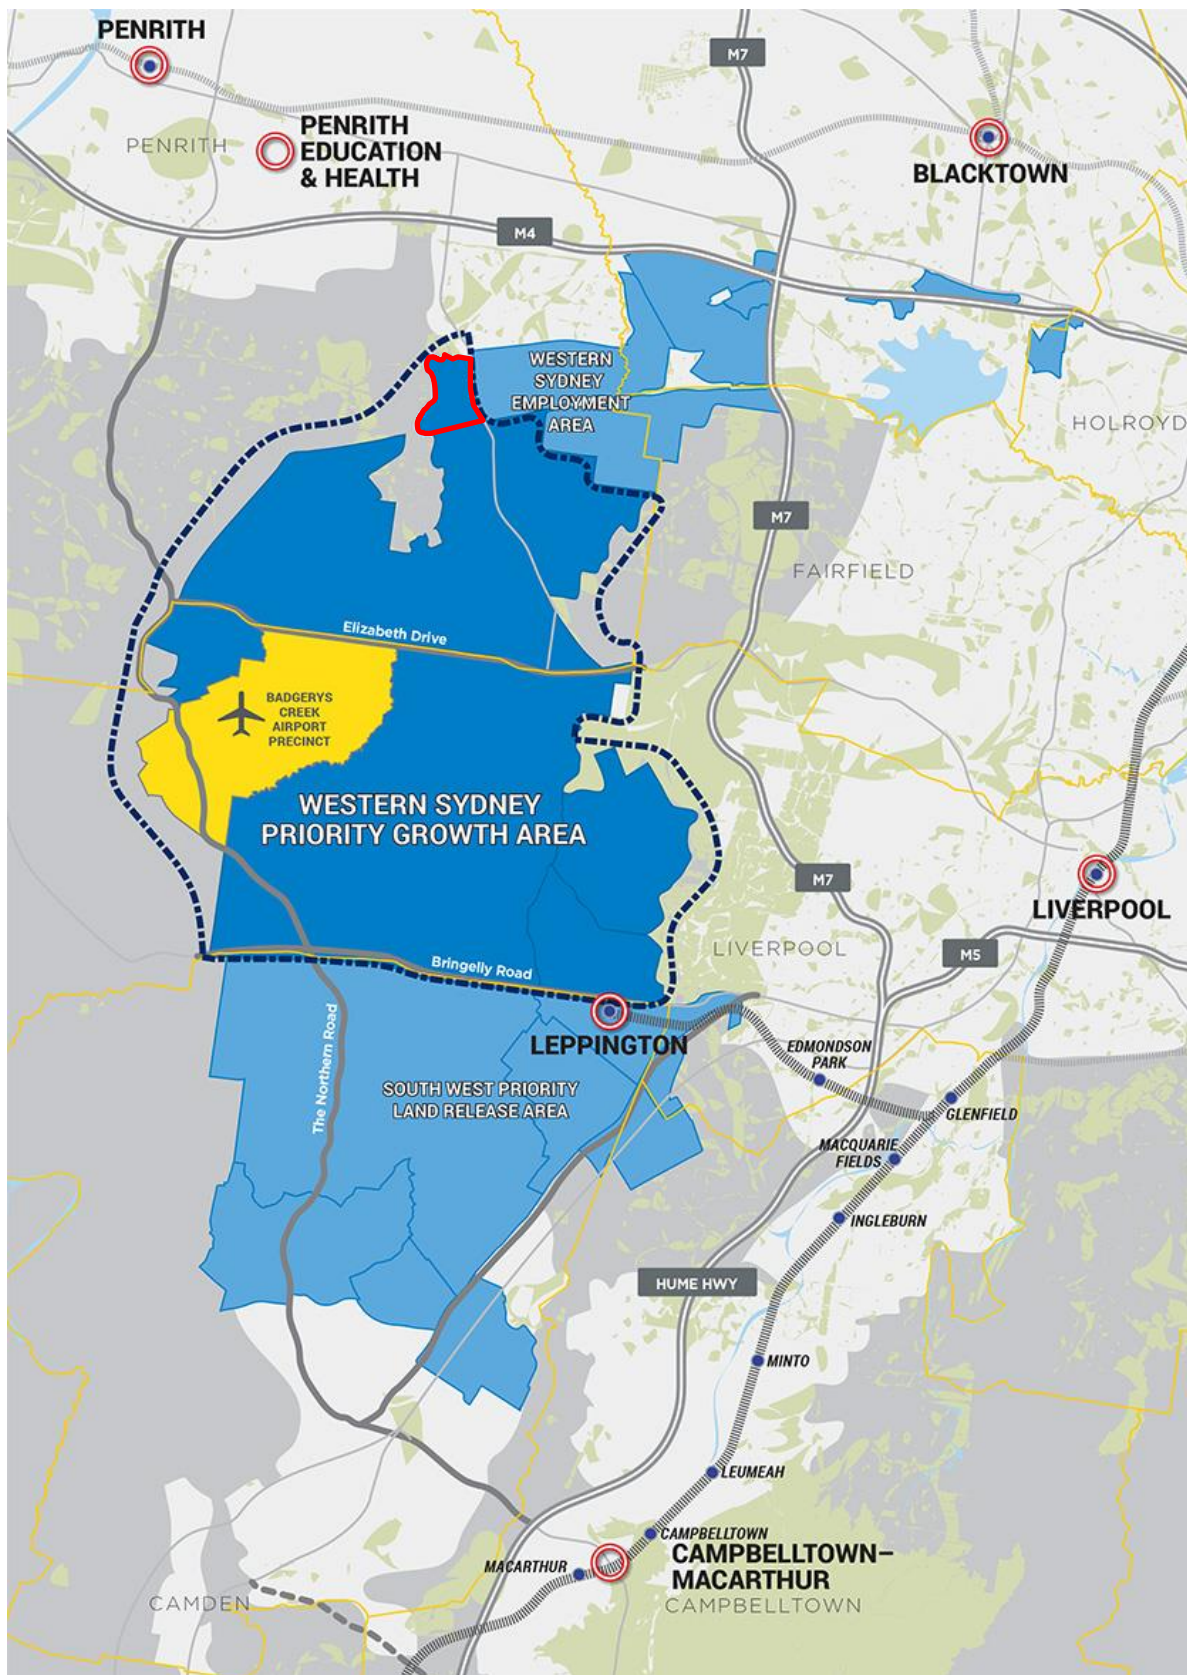 PENRITH
M7
PENRITH
EDUCATION
& HEALTH
PENRITH
BLACKTOWN
M4
WESTERN
SYDNEY
EMPLOYMENT
AREA
HOLROYD
M7
FAIRFIELD
Elizabeth Drive
BADGERYS
CREEK
AIRPORT
PRECINCT
WESTERN SYDNEY
PRIORITY GROWTH AREA
M7
LIVERPOOL
LIVERPOOL
M5
Bringelly Road
LEPPINGTON
EDMONDSON
PARK
The Northern Road
SOUTH WEST PRIORITY
LAND RELEASE AREA
GLENFIELD
MACQUARIE
FIELDS
INGLEBURN
HUME HWY
MINTO
LEUMEAH
CAMPBELLTOWN
CAMPBELLTOWN–
MACARTHUR
MACARTHUR
CAMDEN
CAMPBELLTOWN